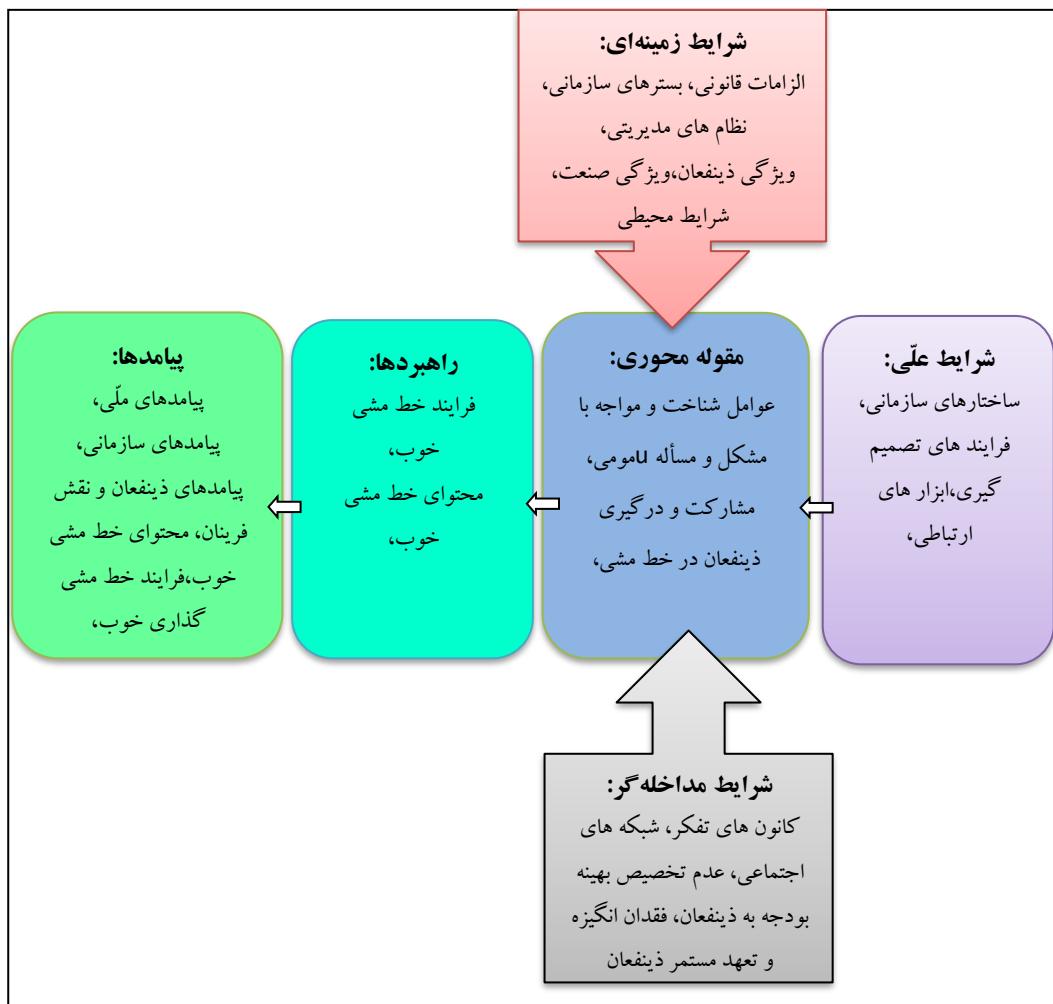 شرایط زمینه‌ای:
الزامات قانونی، بسترهای سازمانی،
نظام های مدیریتی،
ویژگی ذینفعان،ویژگی صنعت،
شرایط محیطی
شرایط علّی:
ساختارهای سازمانی،
فرایند های تصمیم
گیری،ابزار های
ارتباطی،
مقوله محوری:
عوامل شناخت و مواجه با
مشکل و مسأله uمومی،
مشارکت و درگیری
ذینفعان در خط مشی،
راهبردها:
فرایند خط مشی
خوب،
محتوای خط مشی
خوب،
پیامدها:
پیامدهای ملّی،
پیامدهای سازمانی،
پیامدهای ذینفعان و نقش
فرینان، محتوای خط مشی
خوب،فرایند خط مشی
گذاری خوب،
شرایط مداخله‌گر:
کانون های تفکر، شبکه های
اجتماعی، عدم تخصیص بهینه
بودجه به ذینفعان، فقدان انگیزه
و تعهد مستمر ذینفعان